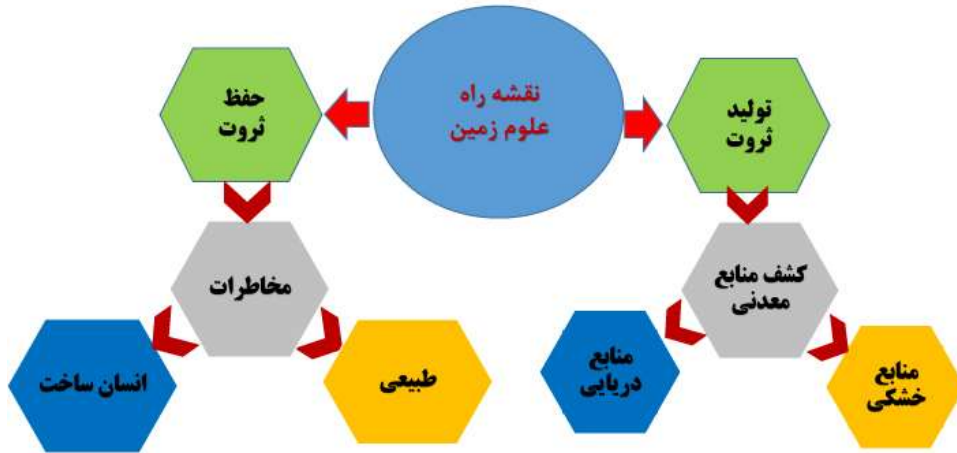 نقشه راه
علوم زمین
تولید
ثروت
حفظ
ثروت
کشف منابع
معدنی
مخاطرات
منابع
خشکی
منابع
دریایی
طبیعی
انسان ساخت